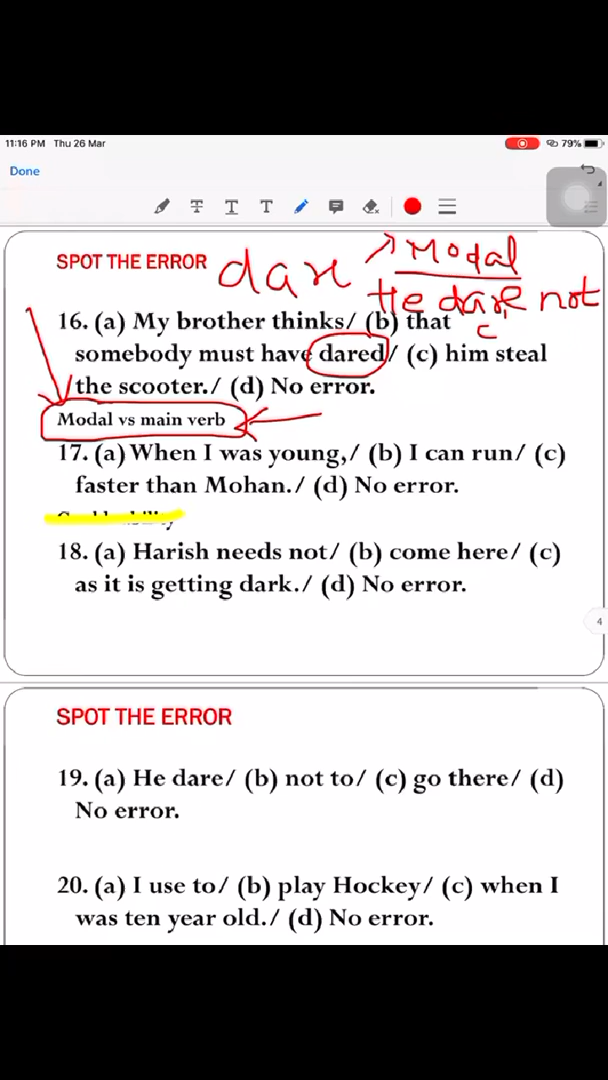 11:16 PM Thu 26 Mar
79%
Done
T T T
SPOT THE ERROR dare Modal
He dare not
16. (a) My brother thinks/ (b) that
somebody must have dared/ (c) him steal
the scooter./ (d) No error.
Modal vs main verb
17. (a) When I was young,/ (b) I can run/ (c)
faster than Mohan./ (d) No error.
18. (a) Harish needs not/ (b) come here/ (c)
as it is getting dark./ (d) No error.
4
SPOT THE ERROR
19. (a) He dare/ (b) not to/ (c) go there/ (d)
No error.
20. (a) I use to/ (b) play Hockey/ (c) when I
was ten year old./ (d) No error.